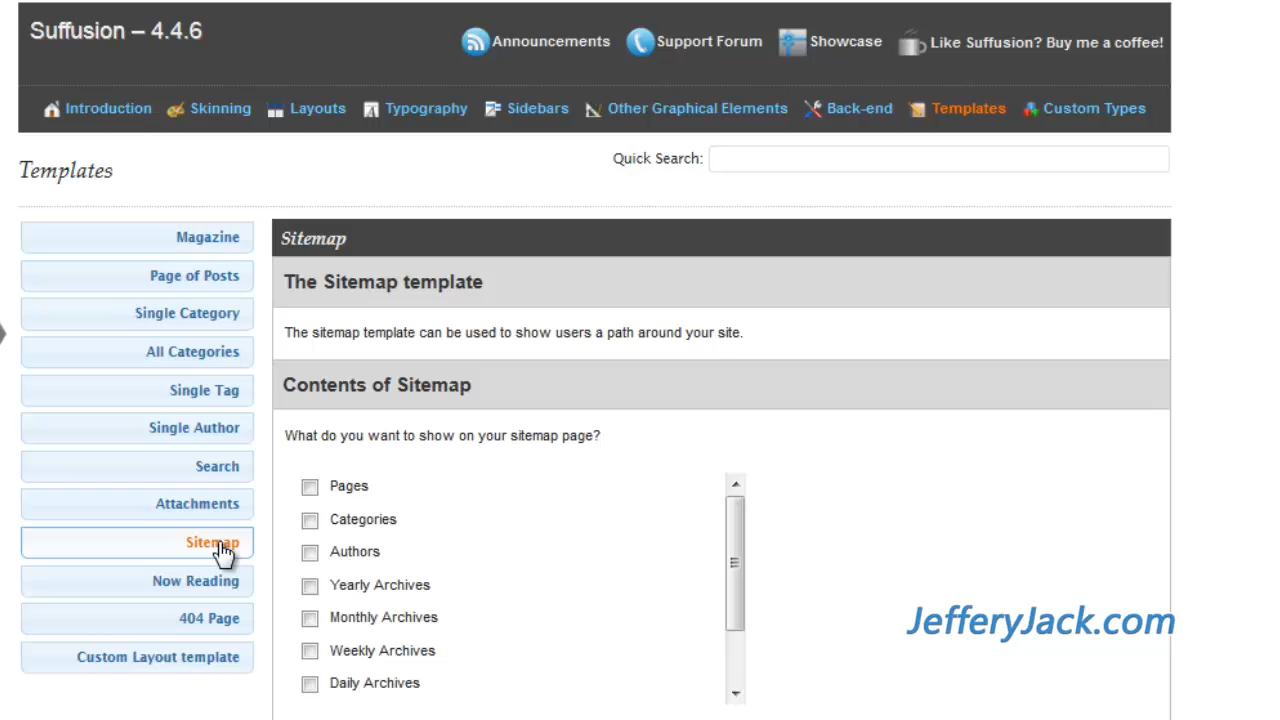 Suffusion – 4.4.6
Announcements Support Forum Showcase Like Suffusion? Buy me a coffee!
Introduction Skinning Layouts Typography Sidebars Other Graphical Elements Back-end Templates Custom Types
Templates
Quick Search:
Magazine
Page of Posts
Single Category
All Categories
Single Tag
Single Author
Search
Attachments
Sitemap
Now Reading
404 Page
Custom Layout template
Sitemap
The Sitemap template
The sitemap template can be used to show users a path around your site.
Contents of Sitemap
What do you want to show on your sitemap page?
Pages
Categories
Authors
Yearly Archives
Monthly Archives
Weekly Archives
Daily Archives
JefferyJack.com